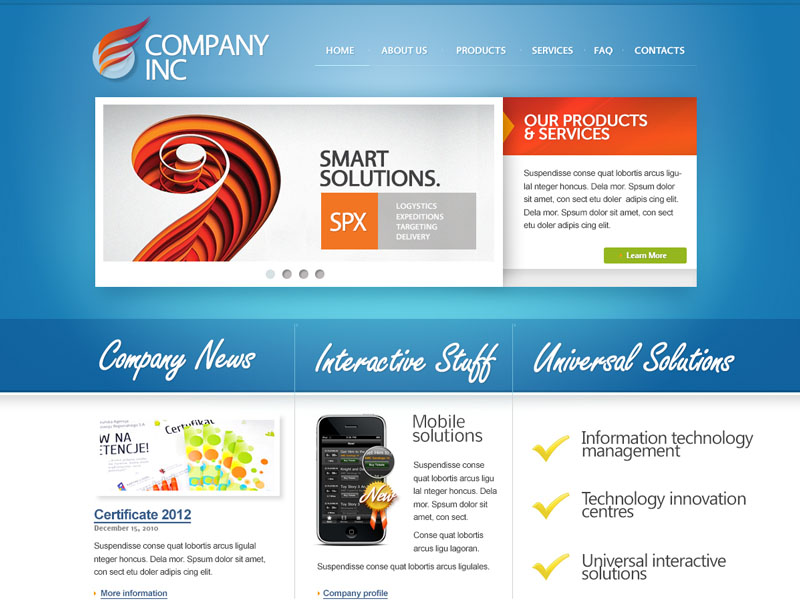 COMPANY
INC
HOME
ABOUT US
PRODUCTS
SERVICES
FAQ
CONTACTS
SMART
SOLUTIONS.
SPX
LOGYSTICS
EXPEDITIONS
TARGETING
DELIVERY
OUR PRODUCTS
& SERVICES
Suspendisse conse quat lobortis arcus ligu-
lal nteger honcus. Dela mor. Spsum dolor
sit amet, con sect etu doler adipis cing elit.
Dela mor. Spsum dolor sit amet, con sect
etu doler adipis cing elit.
Learn More
Company News
Interactive Stuff
Universal Solutions
Certyfikat
W NA
ETENCJE!
Certificate 2012
December 15, 2010
Suspendisse conse quat lobortis arcus ligulal
nteger honcus. Dela mor. Spsum dolor sit amet,
con sect etu doler adipis cing elit.
More information
New
Mobile
solutions
Suspendisse conse
quat lobortis arcus ligu
lal nteger honcus. Dela
mor. Spsum dolor sit
amet, con sect.
Conse quat lobortis
arcus ligu lagoran.
Suspendisse conse quat lobortis arcus ligulales.
Company profile
Information technology
management
Technology innovation
centres
Universal interactive
solutions